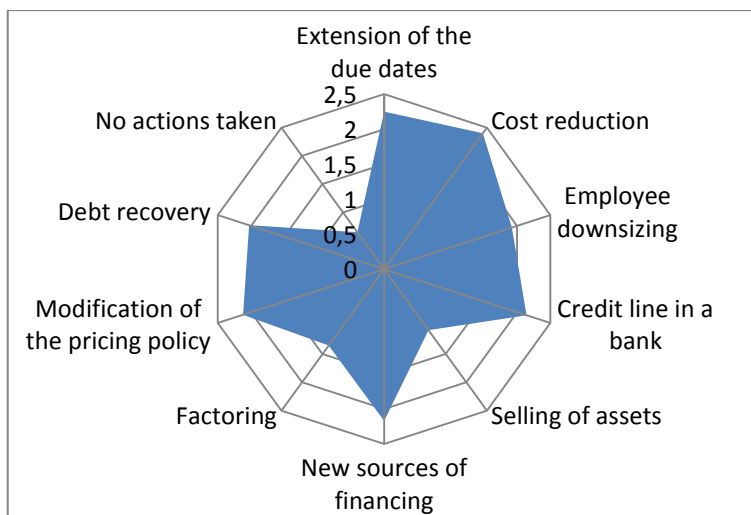 Extension of the
due dates
Cost reduction
Employee
downsizing
Credit line in a
bank
Selling of assets
New sources of
financing
Factoring
Modification of
the pricing policy
Debt recovery
No actions taken
2,5
2
1,5
1
0,5
0